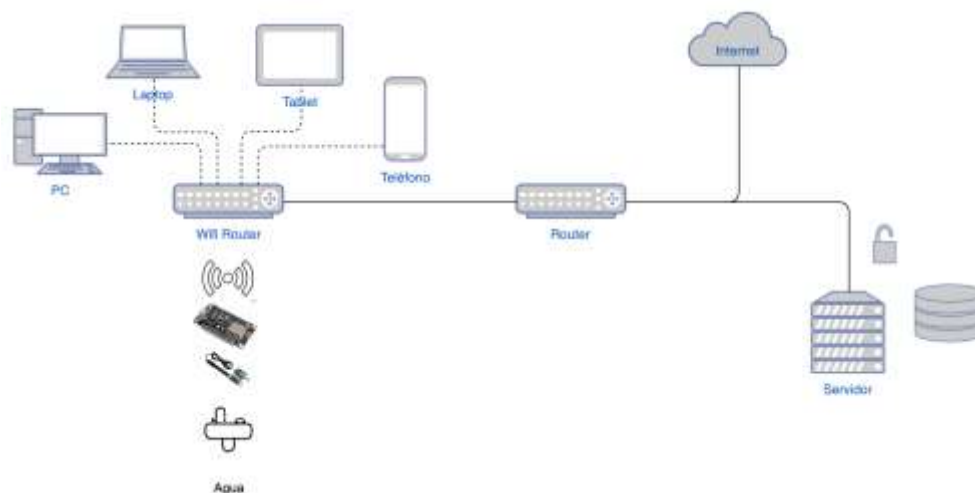 Internet
Laptop
Tablet
PC
Teléfono
Wifi Router
Router
Servidor
Agua